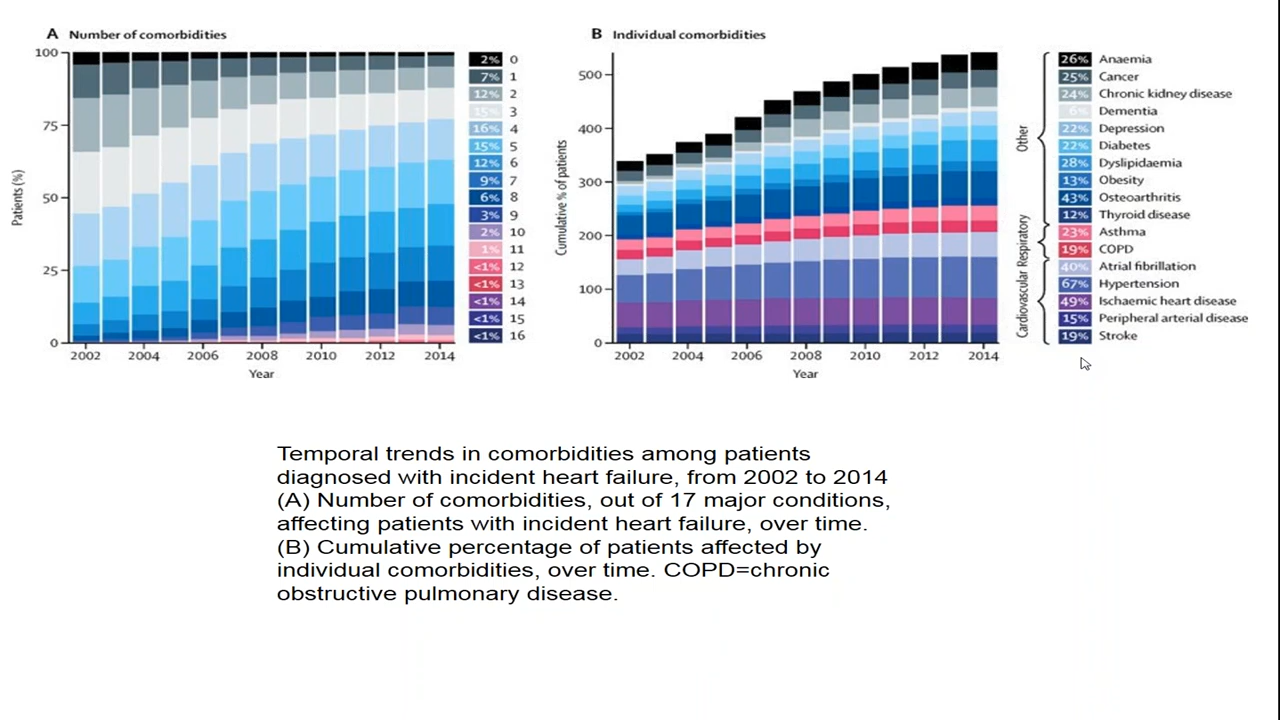 A Number of comorbidities
100
75
50
25
0
Patients (%)
2002 2004 2006 2008 2010 2012 2014
Year
2% 0
7% 1
12% 2
15% 3
16% 4
15% 5
12% 6
9% 7
6% 8
3% 9
2% 10
1% 11
<1% 12
<1% 13
<1% 14
<1% 15
<1% 16
B Individual comorbidities
500
400
300
200
100
0
Cumulative % of patients
2002 2004 2006 2008 2010 2012 2014
Year
Other
Respiratory
Cardiovascular
26% Anaemia
25% Cancer
24% Chronic kidney disease
6% Dementia
22% Depression
22% Diabetes
28% Dyslipidaemia
13% Obesity
43% Osteoarthritis
12% Thyroid disease
23% Asthma
19% COPD
40% Atrial fibrillation
67% Hypertension
49% Ischaemic heart disease
15% Peripheral arterial disease
19% Stroke
Temporal trends in comorbidities among patients
diagnosed with incident heart failure, from 2002 to 2014
(A) Number of comorbidities, out of 17 major conditions,
affecting patients with incident heart failure, over time.
(B) Cumulative percentage of patients affected by
individual comorbidities, over time. COPD=chronic
obstructive pulmonary disease.